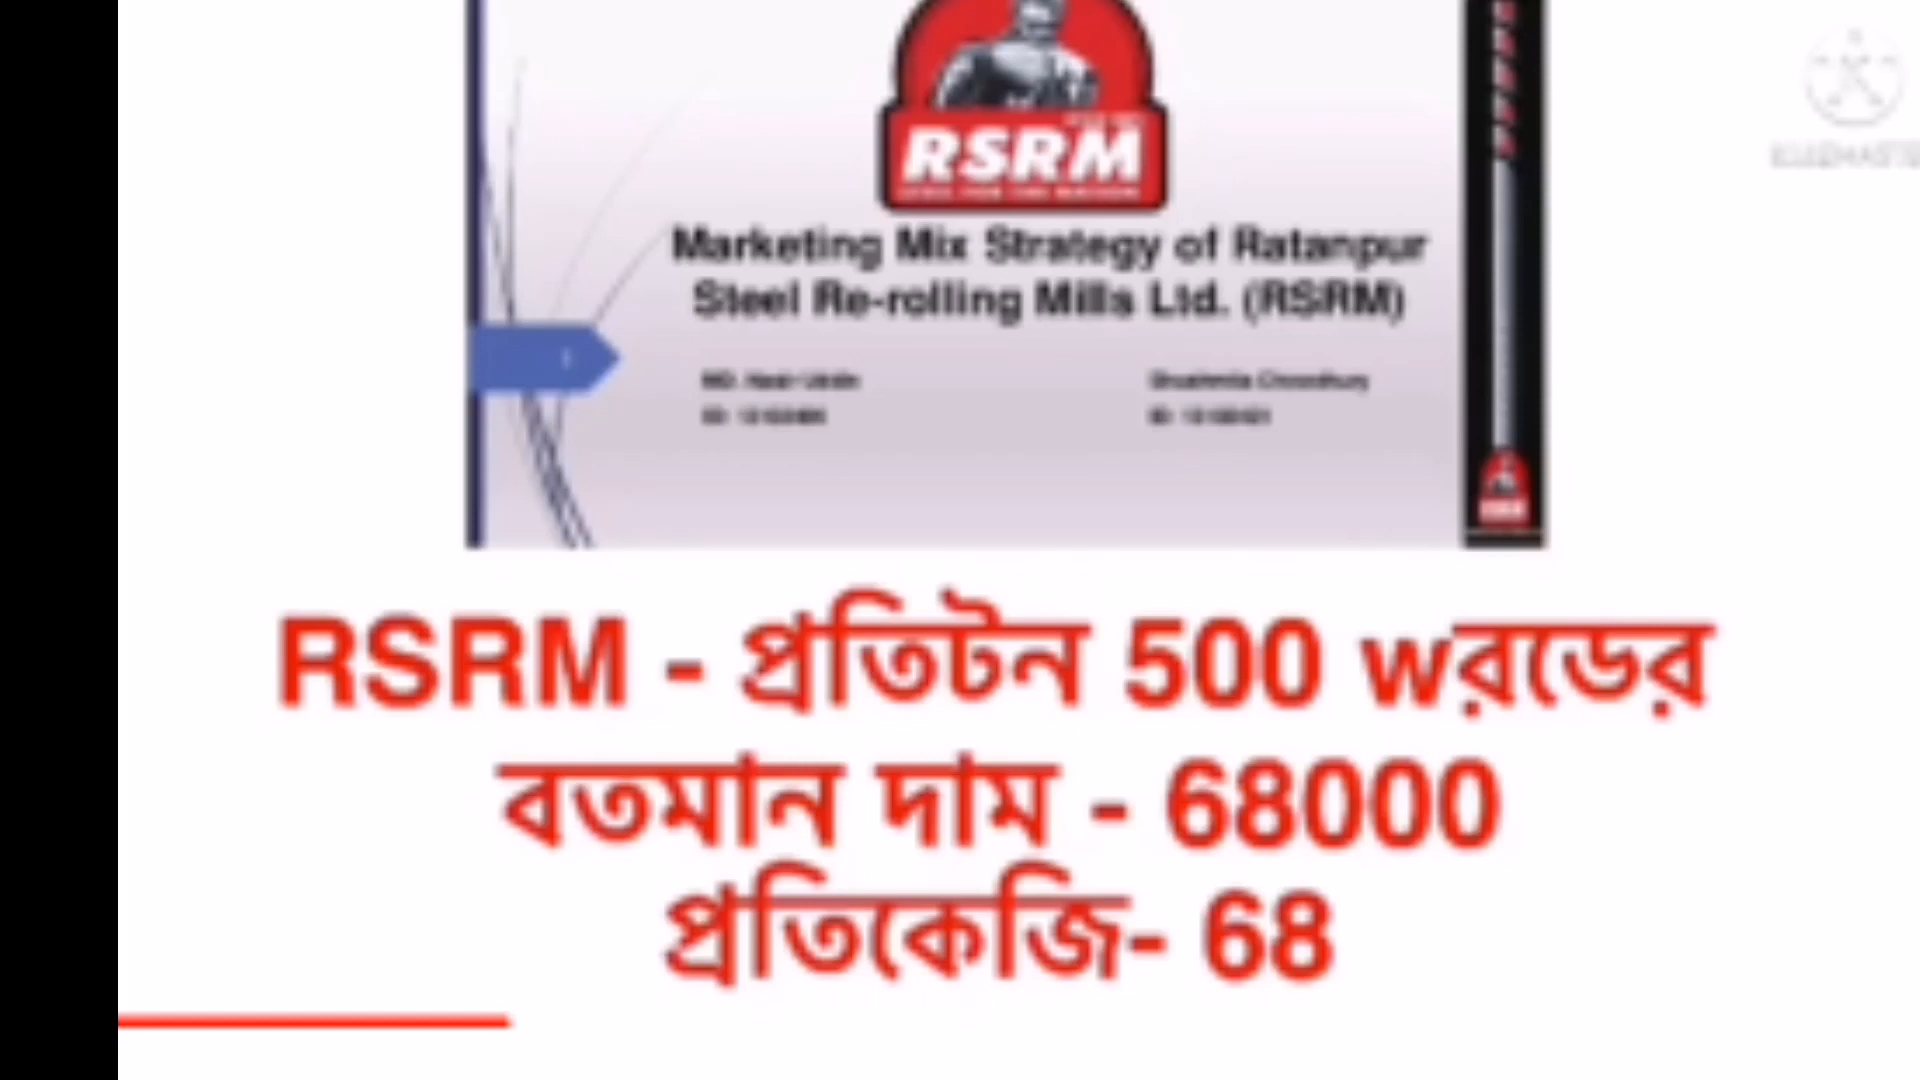 RSRM
Marketing Mix Strategy of Ratanpur
Steel Re-rolling Mills Ltd. (RSRM)
RSRM - প্রতিটন 500 wরডের
বতমান দাম - 68000
প্রতিকেজি- 68